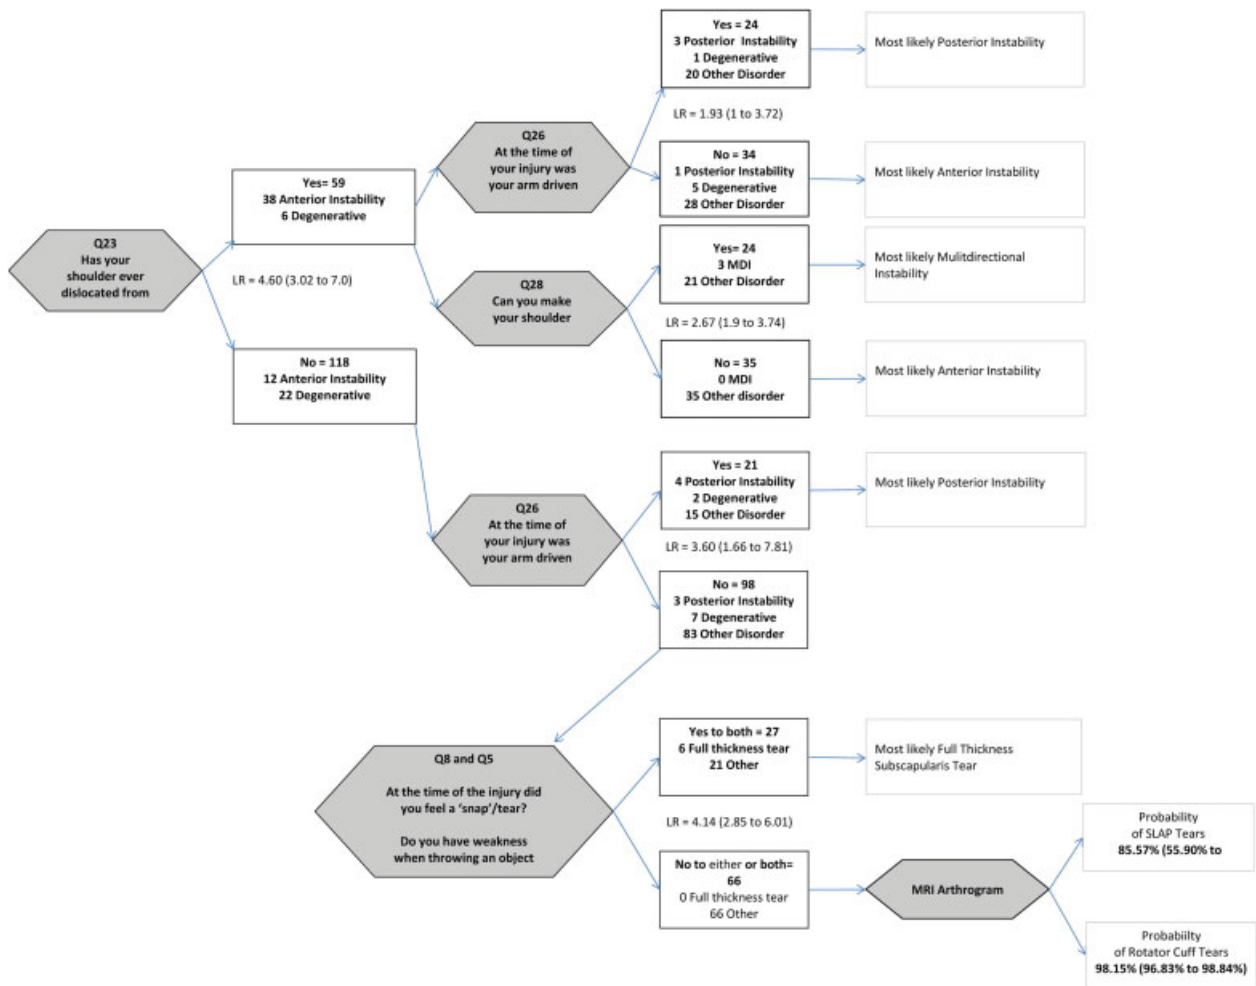 Q23
Has your
shoulder ever
dislocated from
Yes= 59
38 Anterior Instability
6 Degenerative
LR = 4.60 (3.02 to 7.0)
No = 118
12 Anterior Instability
22 Degenerative
Q26
At the time of
your injury was
your arm driven
Yes = 24
3 Posterior Instability
1 Degenerative
20 Other Disorder
Most likely Posterior Instability
LR = 1.93 (1 to 3.72)
No = 34
1 Posterior Instability
5 Degenerative
28 Other Disorder
Most likely Anterior Instability
Q28
Can you make
your shoulder
Yes= 24
3 MDI
21 Other Disorder
Most likely Mulitdirectional
Instability
LR = 2.67 (1.9 to 3.74)
No = 35
0 MDI
35 Other disorder
Most likely Anterior Instability
Q26
At the time of
your injury was
your arm driven
Yes = 21
4 Posterior Instability
2 Degenerative
15 Other Disorder
Most likely Posterior Instability
LR = 3.60 (1.66 to 7.81)
No = 98
3 Posterior Instability
7 Degenerative
83 Other Disorder
Q8 and Q5
At the time of the injury did
you feel a ‘snap’/tear?
Do you have weakness
when throwing an object
Yes to both = 27
6 Full thickness tear
21 Other
Most likely Full Thickness
Subscapularis Tear
LR = 4.14 (2.85 to 6.01)
No to either or both=
66
0 Full thickness tear
66 Other
MRI Arthrogram
Probability
of SLAP Tears
85.57% (55.90% to
Probabiilty
of Rotator Cuff Tears
98.15% (96.83% to 98.84%)